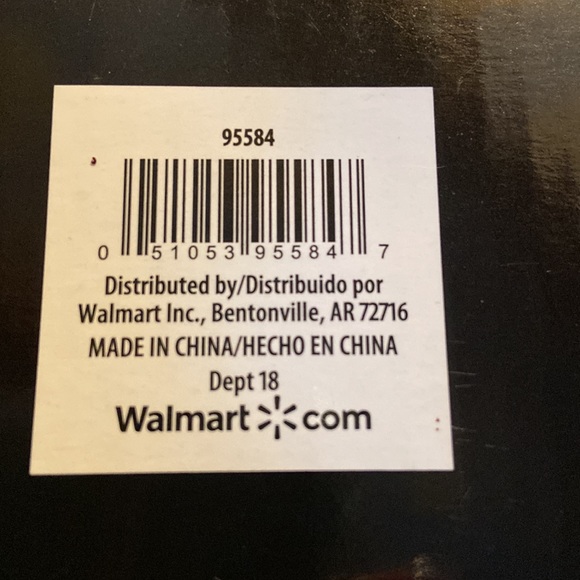 95584
0 51053 95584 7
Distributed by/Distribuido por
Walmart Inc., Bentonville, AR 72716
MADE IN CHINA/HECHO EN CHINA
Dept 18
Walmart com